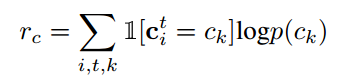 r_c = \sum_{i,t,k} \mathbb{1}[\mathbf{c}_i^t = c_k] \log p(c_k)